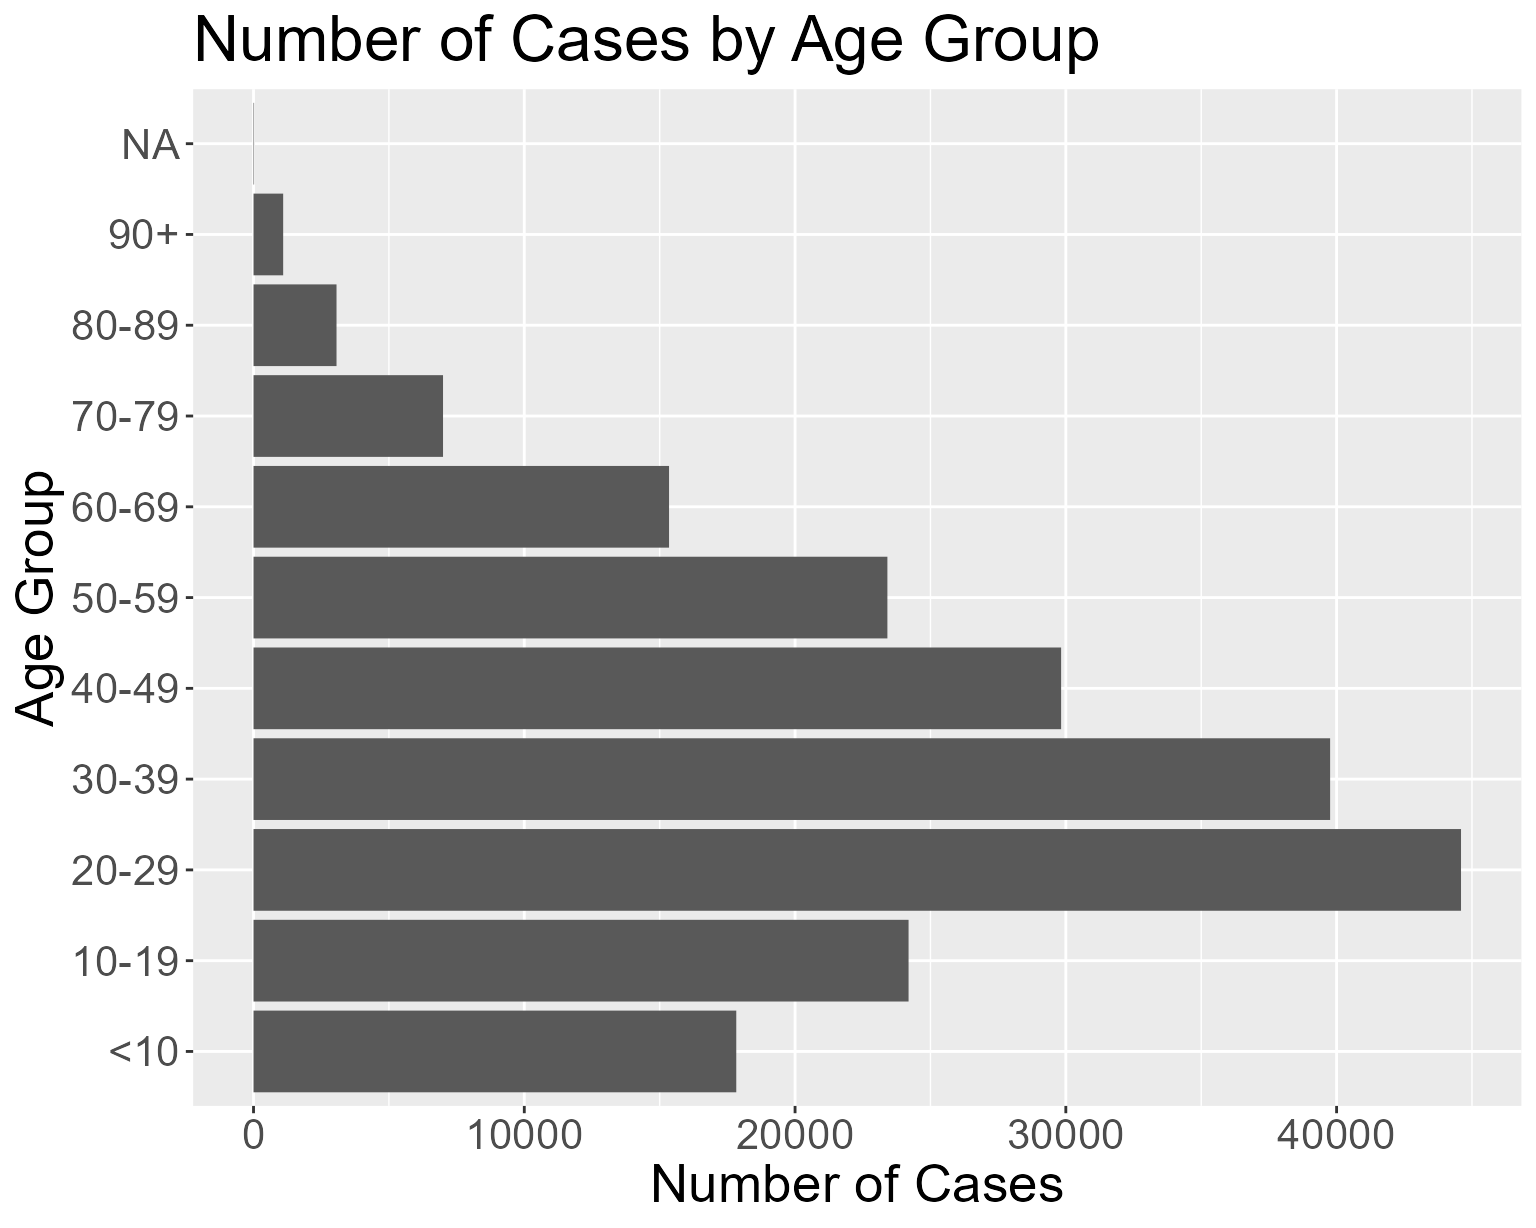 Number of Cases by Age Group
Age Group
NA
90+
80-89
70-79
60-69
50-59
40-49
30-39
20-29
10-19
<10
0 10000 20000 30000 40000
Number of Cases